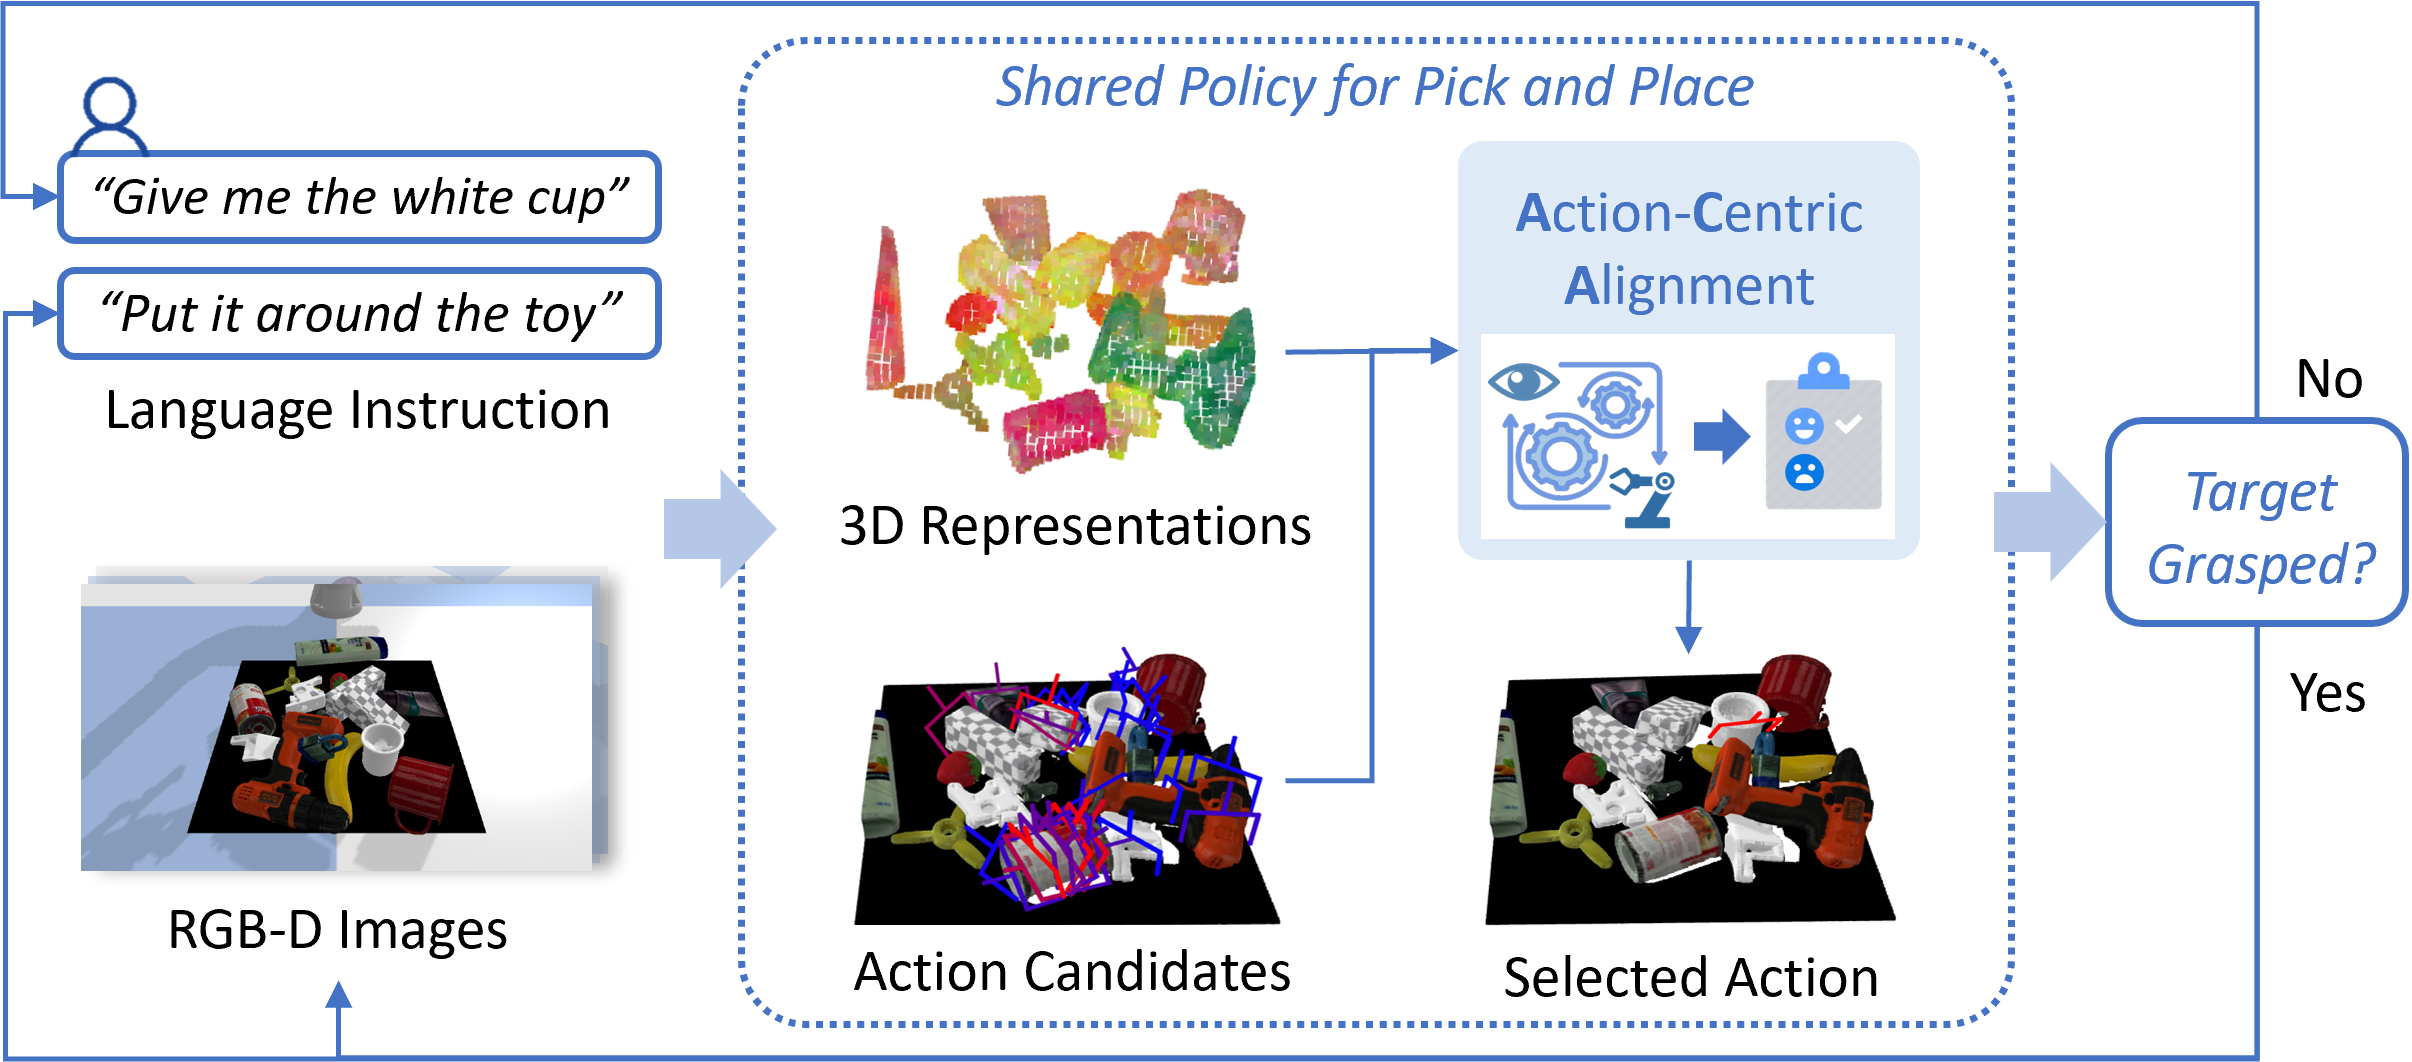 Shared Policy for Pick and Place
“Give me the white cup”
“Put it around the toy”
Language Instruction
RGB-D Images
3D Representations
Action Candidates
Action-Centric
Alignment
Selected Action
No
Target
Grasped?
Yes